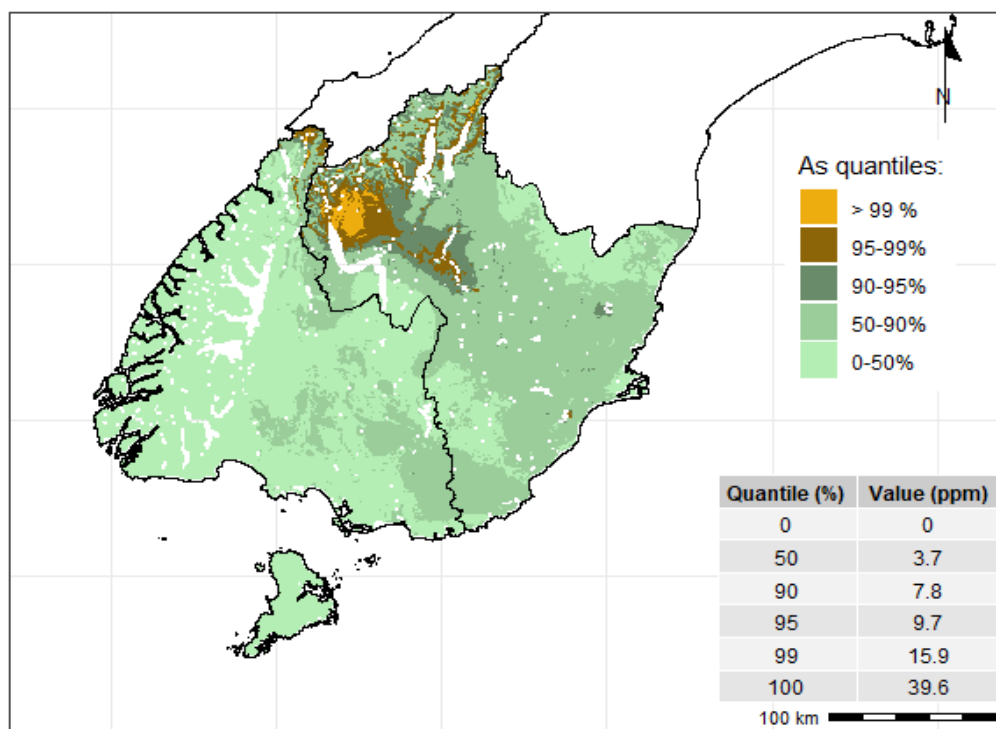 N
As quantiles:
> 99 %
95-99%
90-95%
50-90%
0-50%
Quantile (%) Value (ppm)
0 0
50 3.7
90 7.8
95 9.7
99 15.9
100 39.6
100 km